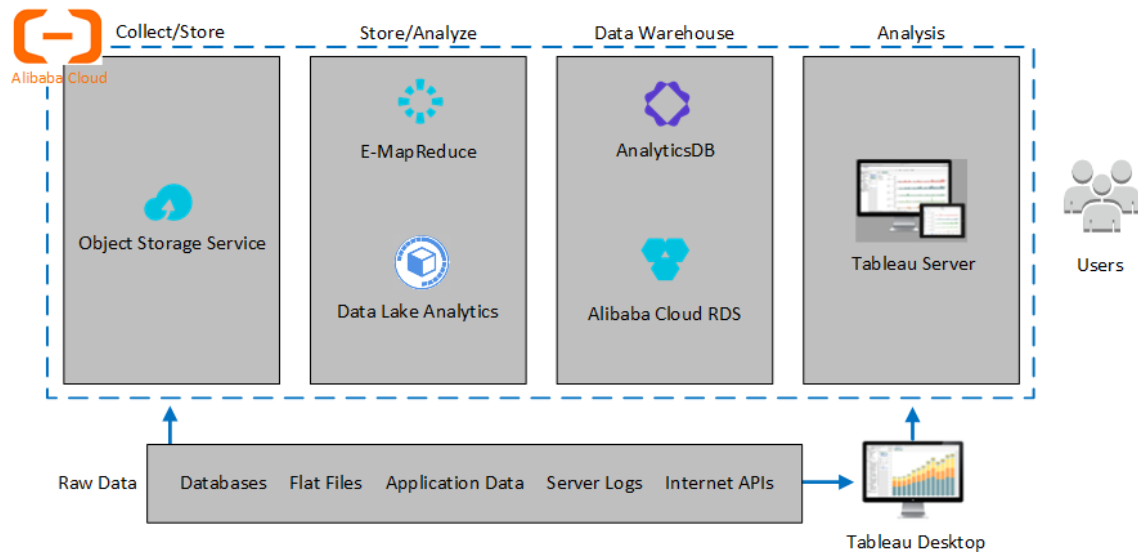 Collect/Store
Store/Analyze
Data Warehouse
Analysis
Alibaba Cloud
E-MapReduce
AnalyticsDB
Object Storage Service
Tableau Server
Users
Data Lake Analytics
Alibaba Cloud RDS
Raw Data
Databases
Flat Files
Application Data
Server Logs
Internet APIs
Tableau Desktop